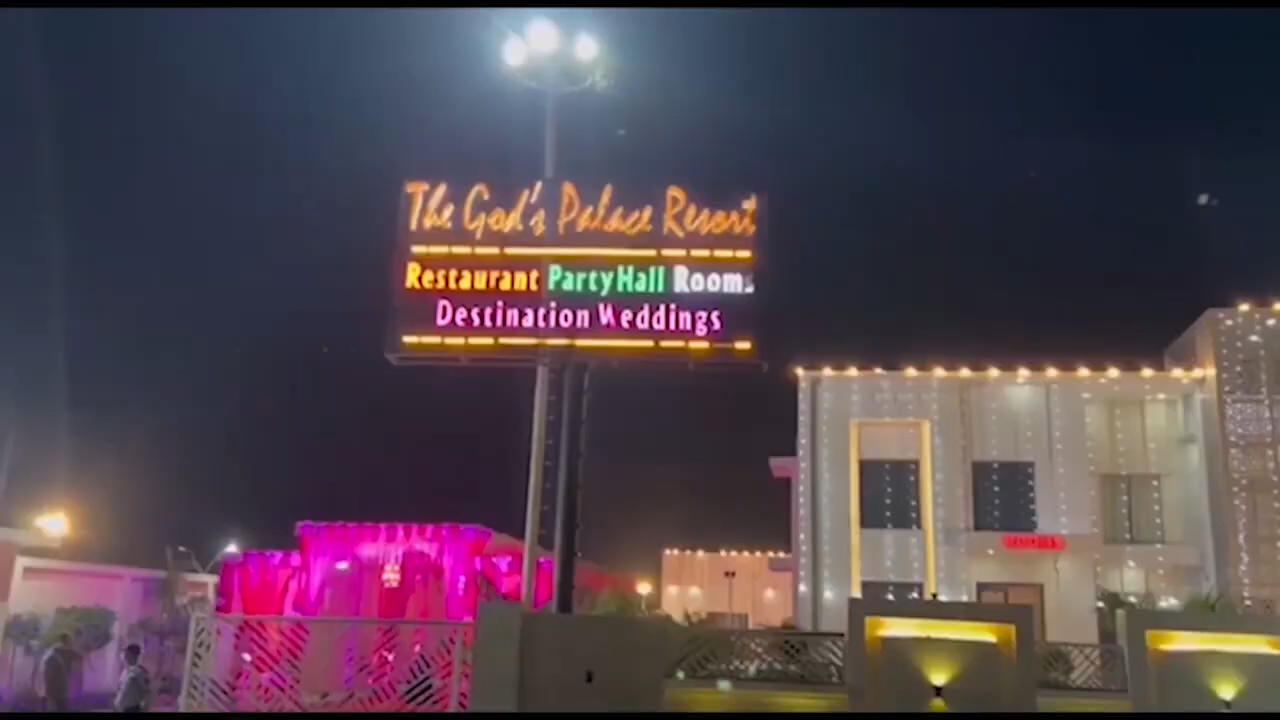 The God's Palace Resort
Restaurant PartyHall Rooms
Destination Weddings